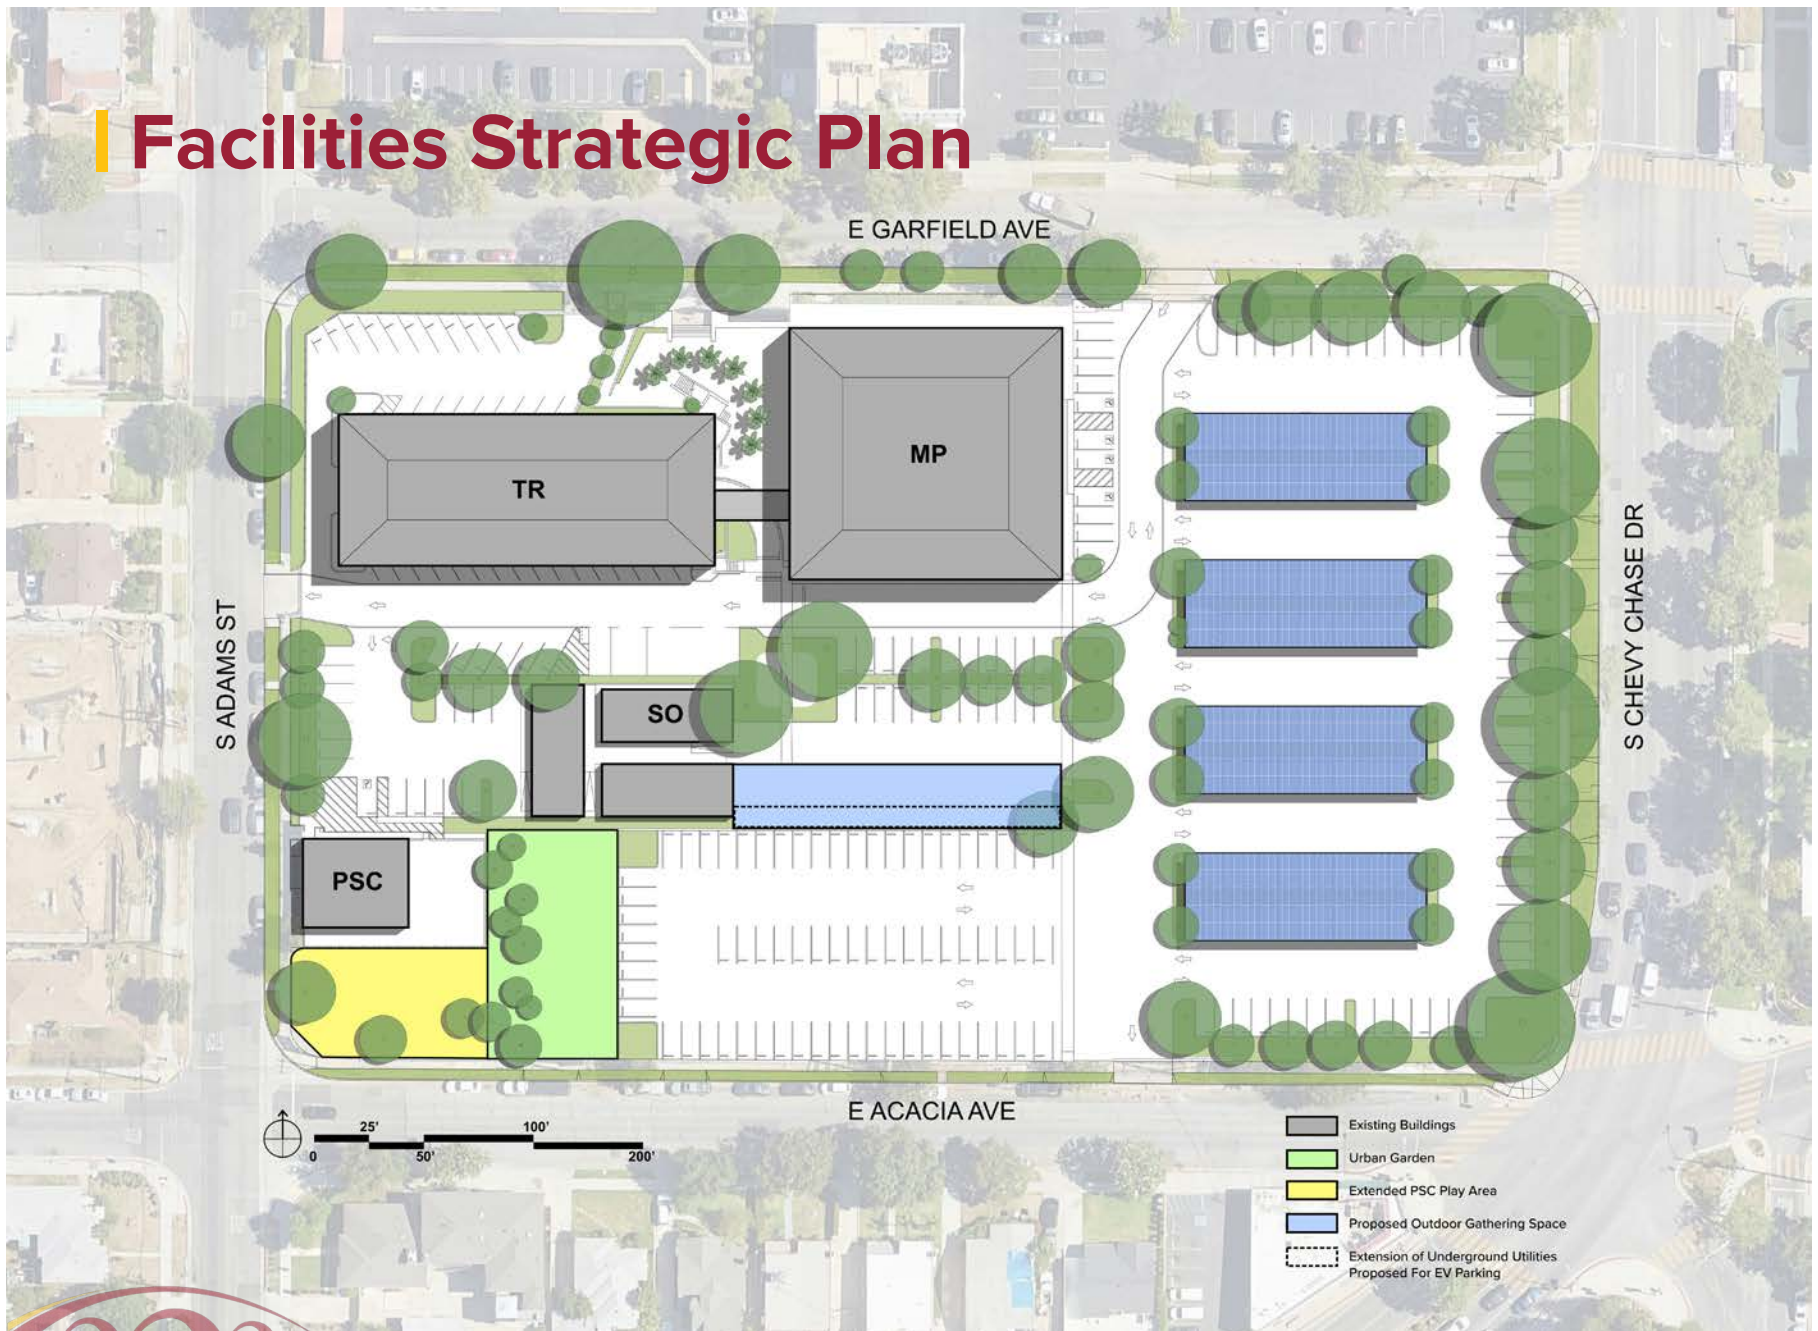 Facilities Strategic Plan
E GARFIELD AVE
MP
TR
S CHEVY CHASE DR
S ADAMS ST
SO
PSC
E ACACIA AVE
25'
100'
0
50'
200'
Existing Buildings
Urban Garden
Extended PSC Play Area
Proposed Outdoor Gathering Space
Extension of Underground Utilities
Proposed For EV Parking